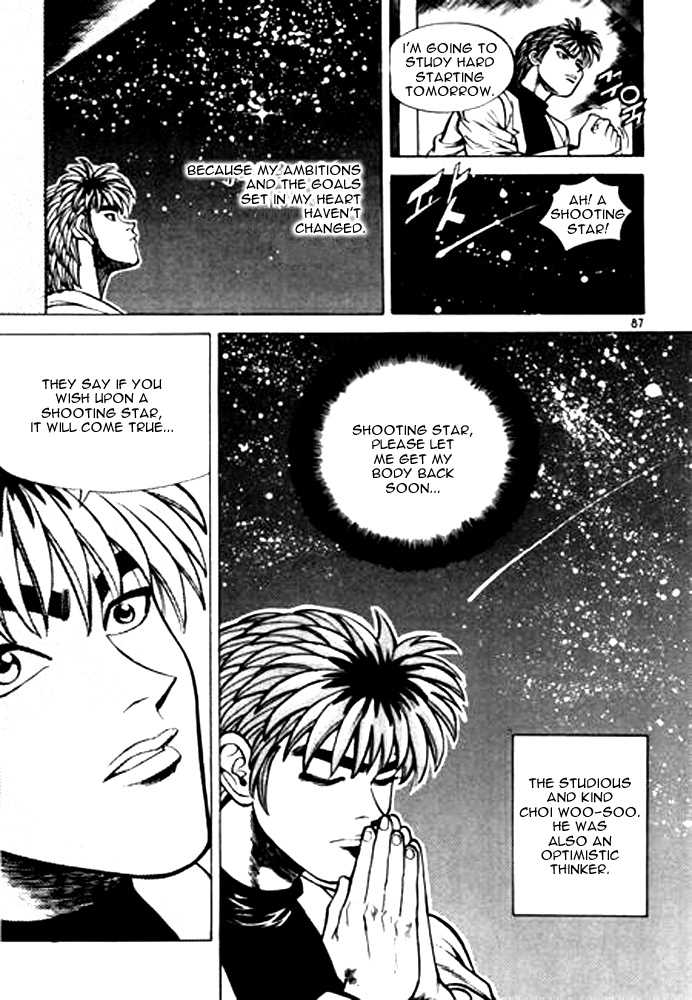 BECAUSE MY AMBITIONS
AND THE GOALS
SET IN MY HEART
HAVEN'T
CHANGED.
I'M GOING TO
STUDY HARD
STARTING
TOMORROW.
AH! A
SHOOTING
STAR!
87
THEY SAY IF YOU
WISH UPON A
SHOOTING STAR,
IT WILL COME TRUE...
SHOOTING STAR,
PLEASE LET
ME GET MY
BODY BACK
SOON...
THE STUDIOUS
AND KIND
CHOI WOO-SOO.
HE WAS
ALSO AN
OPTIMISTIC
THINKER.